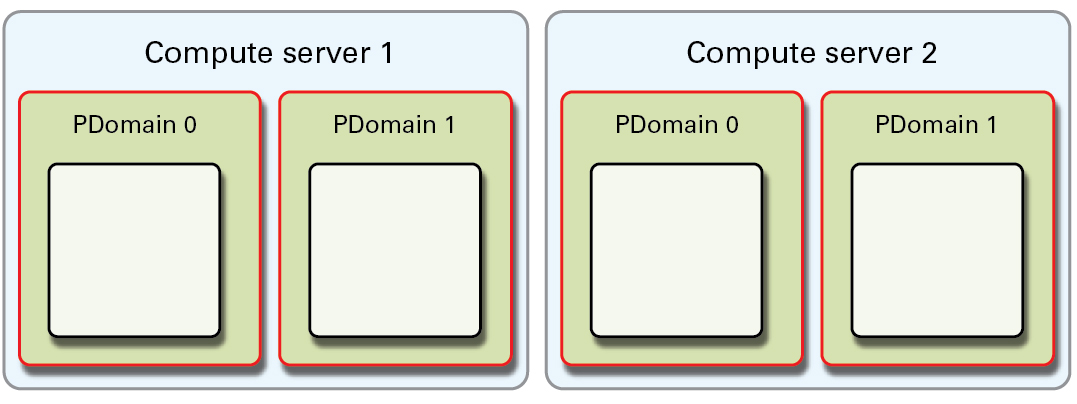 Compute server 1
PDomain 0
PDomain 1
Compute server 2
PDomain 0
PDomain 1